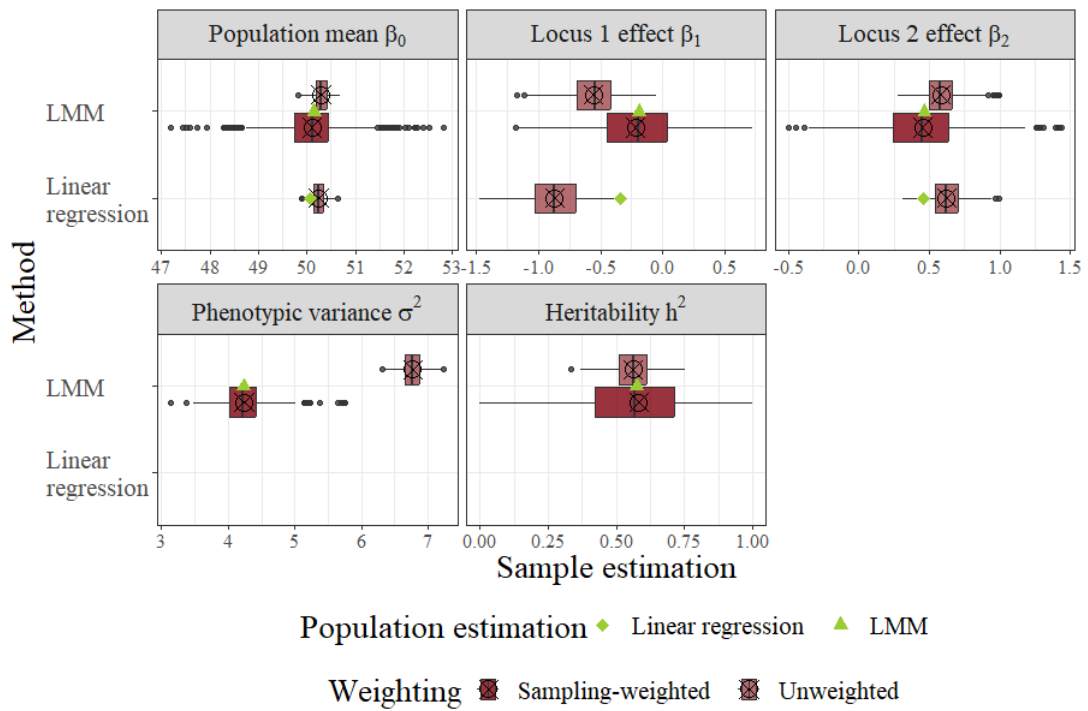 Population mean β₀
Locus 1 effect β₁
Locus 2 effect β₂
LMM
Linear
regression
47 48 49 50 51 52 53
-1.5 -1.0 -0.5 0.0 0.5
-0.5 0.0 0.5 1.0 1.5
Method
Phenotypic variance σ²
Heritability h²
LMM
Linear
regression
3 4 5 6 7
0.00 0.25 0.50 0.75 1.00
Sample estimation
Population estimation Linear regression LMM
Weighting Sampling-weighted Unweighted